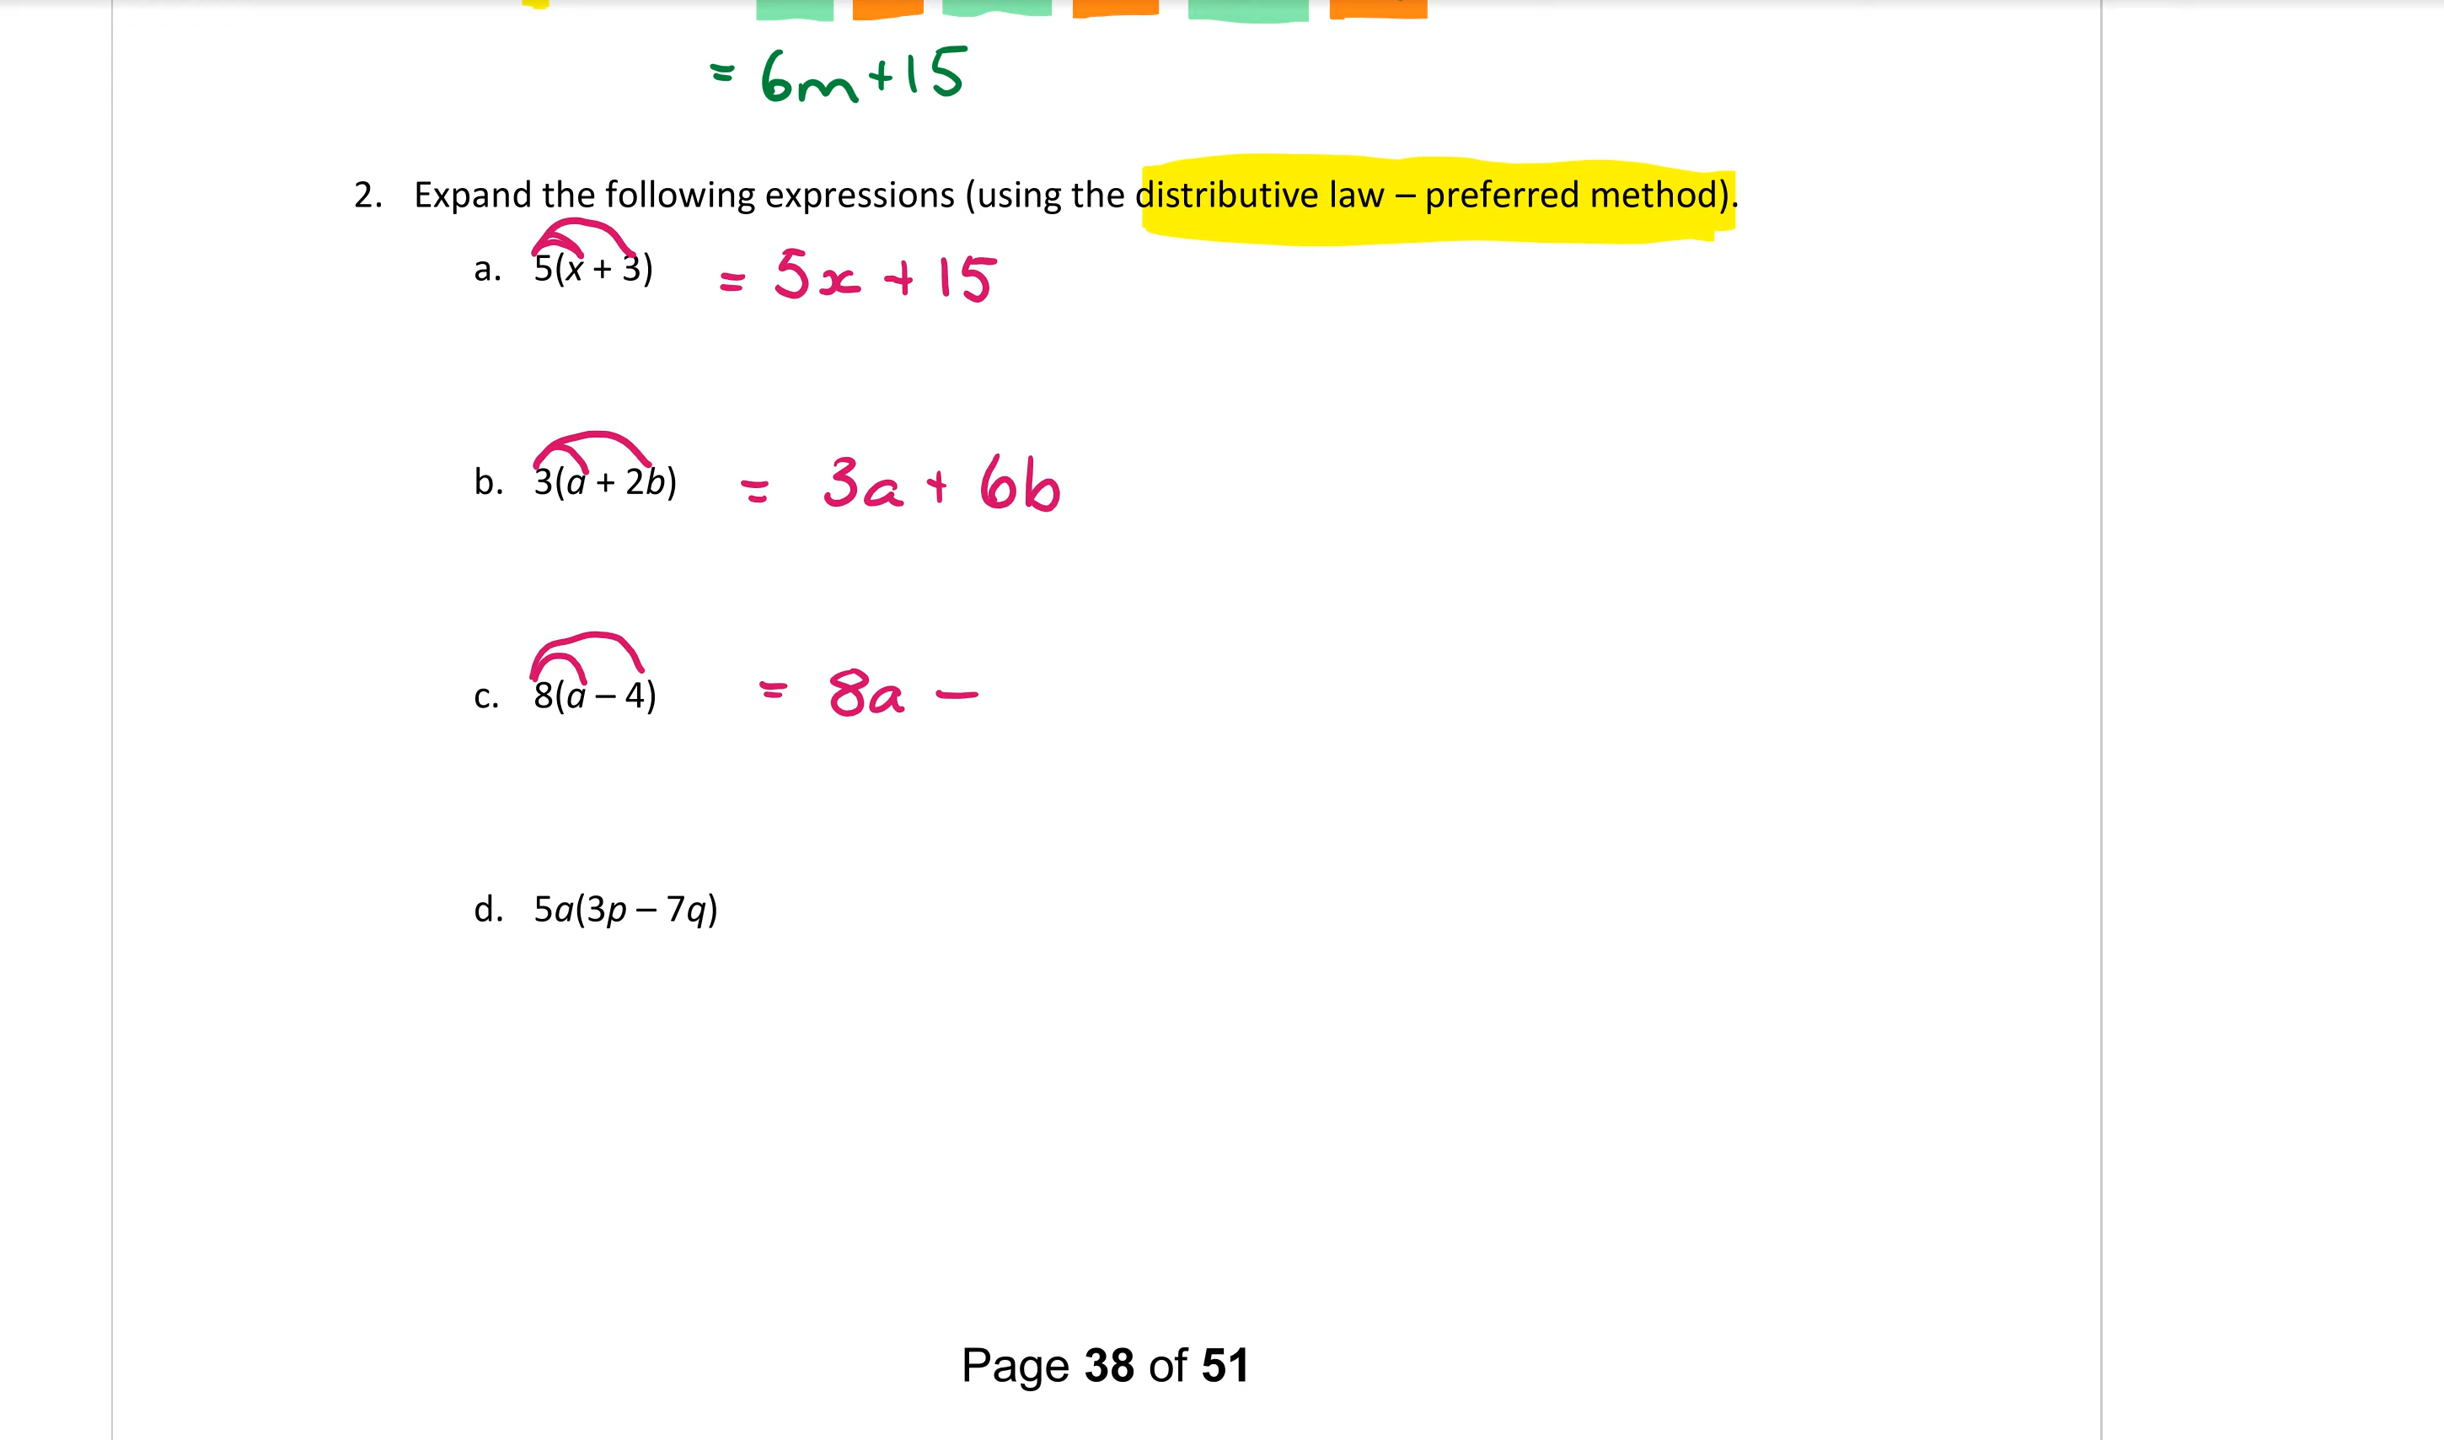 = 6m + 15
2. Expand the following expressions (using the distributive law – preferred method).
a. 5(x + 3) = 5x + 15
b. 3(a + 2b) = 3a + 6b
c. 8(a – 4) = 8a –
d. 5a(3p – 7q)
Page 38 of 51